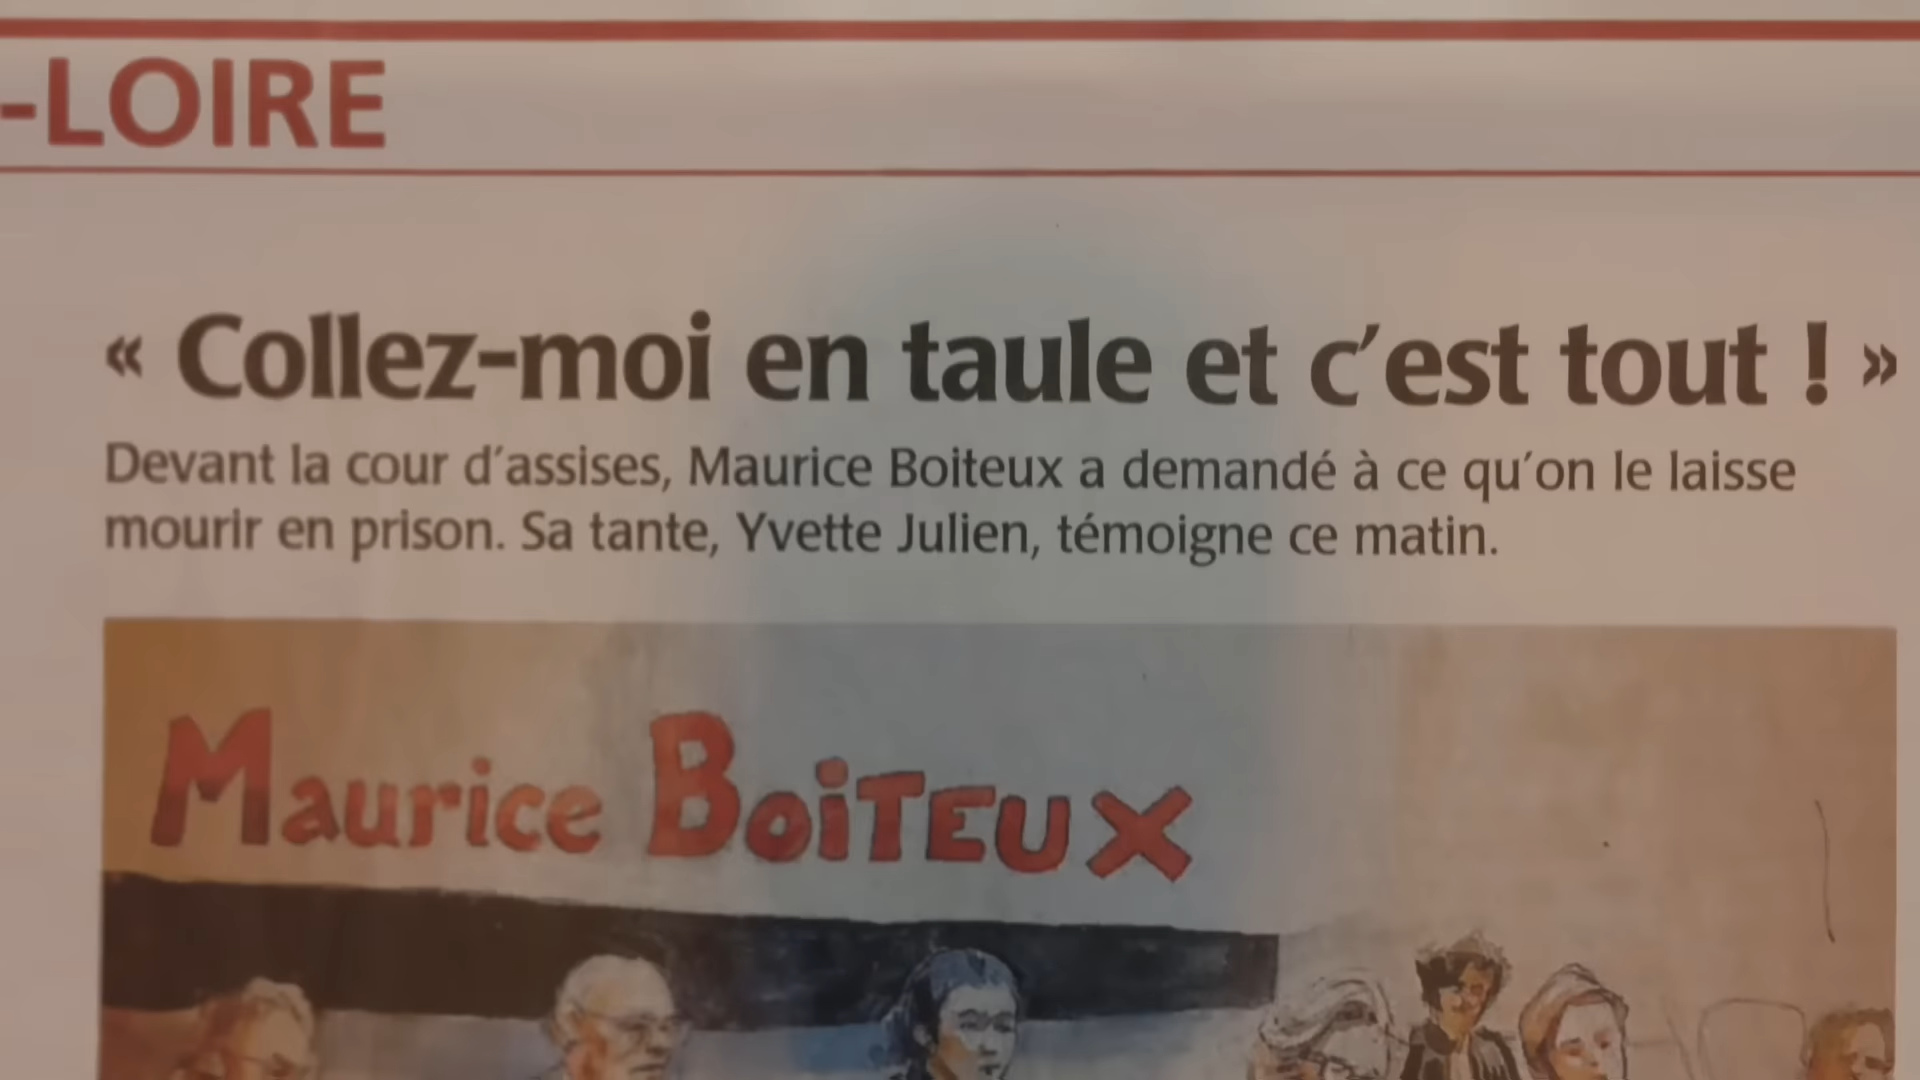 -LOIRE
« Collez-moi en taule et c’est tout ! »
Devant la cour d’assises, Maurice Boiteux a demandé à ce qu’on le laisse
mourir en prison. Sa tante, Yvette Julien, témoigne ce matin.
Maurice BoiTEUX